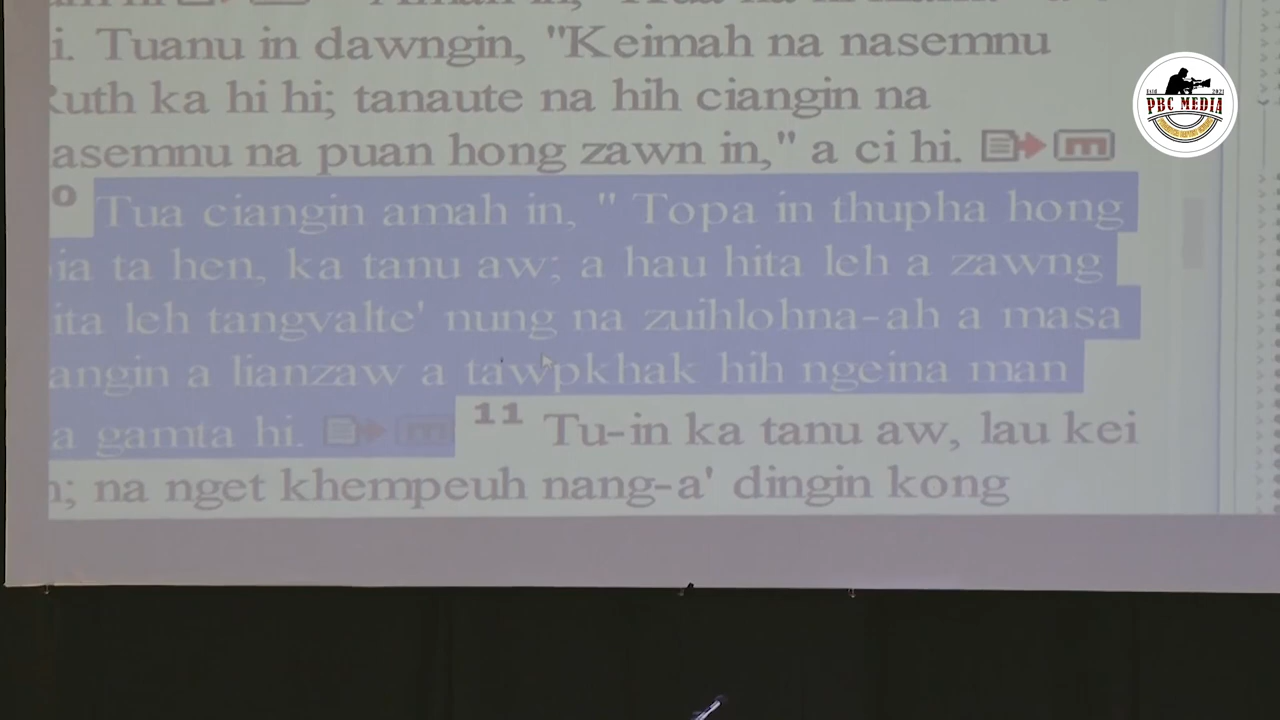 i. Tuanu in dawngin, "Keimah na nasemnu
Ruth ka hi hi; tanaute na hih ciangin na
asemnu na puan hong zawn in," a ci hi.
0 Tua ciangin amah in, " Topa in thupha hong
ia ta hen, ka tanu aw; a hau hita leh a zawng
ita leh tangvalte' nung na zuihlohna-ah a masa
angin a lianzaw a tawpkhak hih ngeina man
a gamta hi. 11 Tu-in ka tanu aw, lau kei
; na nget khempeuh nang-a' dingin kong
PBC MEDIA